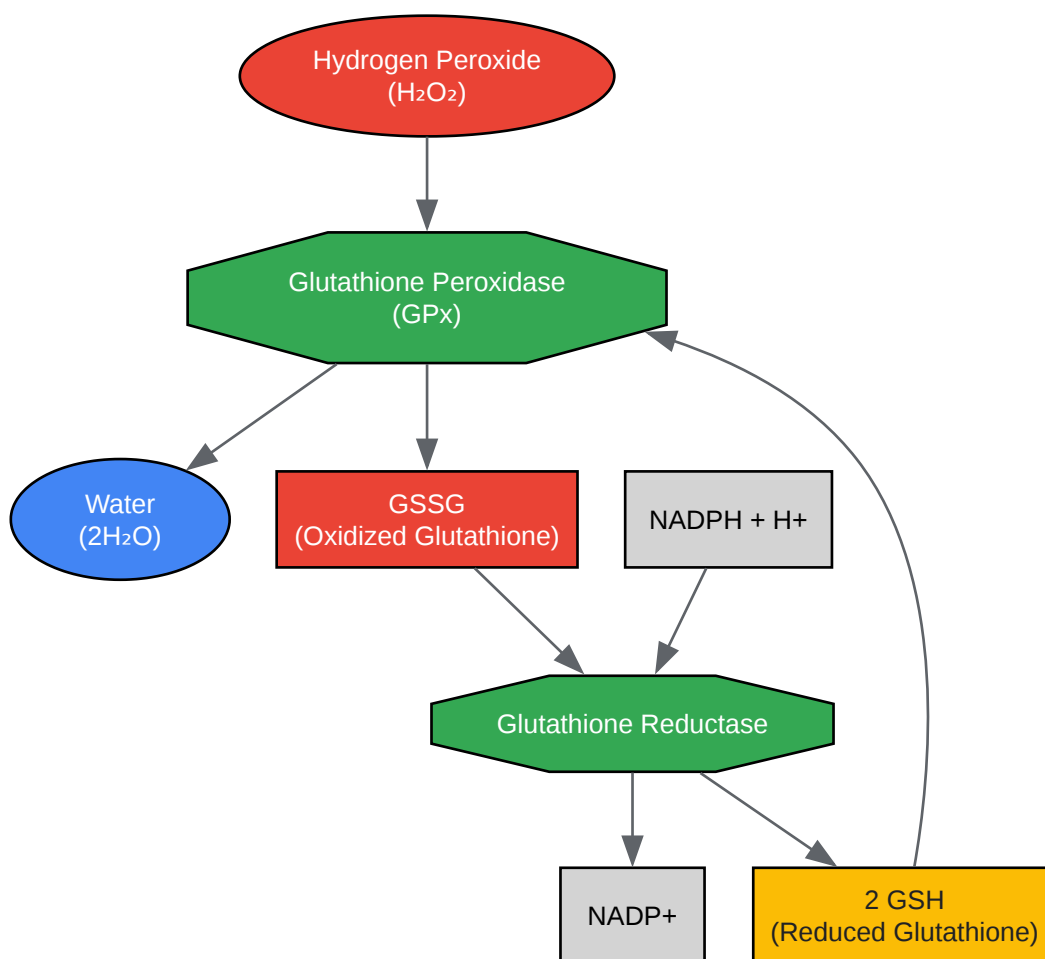 Hydrogen Peroxide
(H₂O₂)
Glutathione Peroxidase
(GPx)
Water
(2H₂O)
GSSG
(Oxidized Glutathione)
NADPH + H+
Glutathione Reductase
NADP+
2 GSH
(Reduced Glutathione)